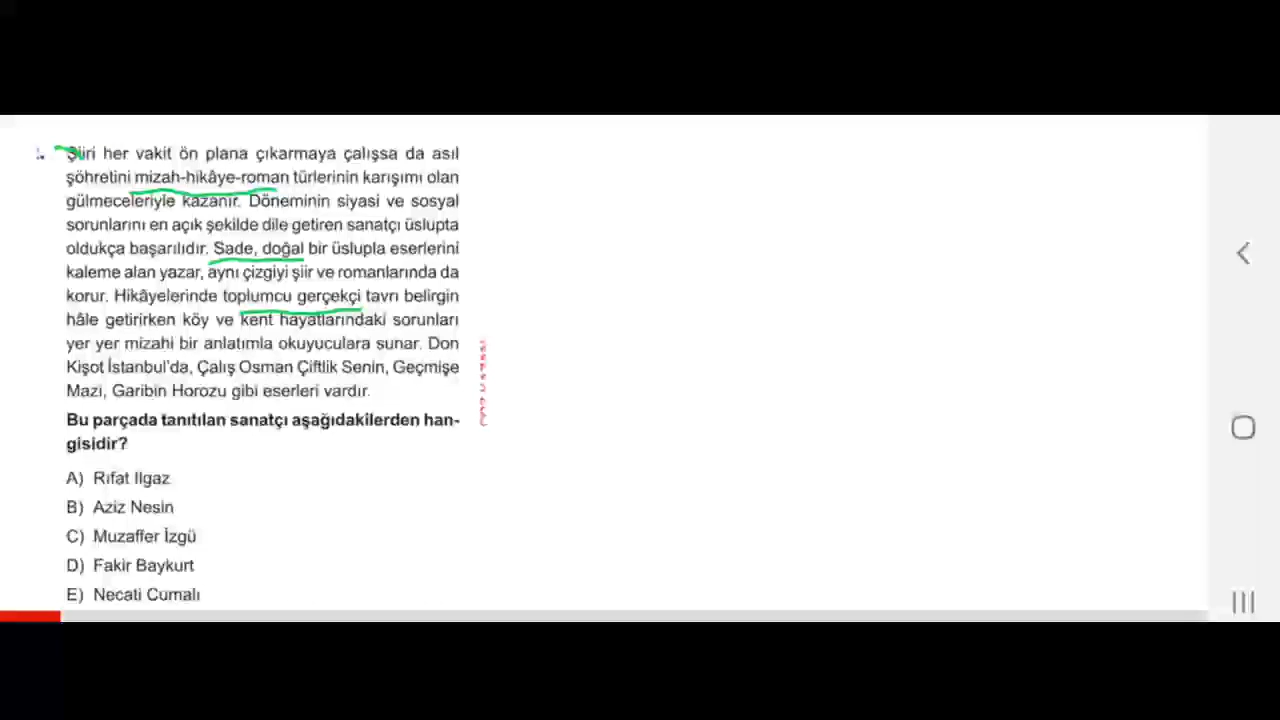 Şiiri her vakit ön plana çıkarmaya çalışsa da asıl
şöhretini mizah-hikâye-roman türlerinin karışımı olan
gülmeceleriyle kazanır. Döneminin siyasi ve sosyal
sorunlarını en açık şekilde dile getiren sanatçı üslupta
oldukça başarılıdır. Sade, doğal bir üslupla eserlerini
kaleme alan yazar, aynı çizgiyi şiir ve romanlarında da
korur. Hikâyelerinde toplumcu gerçekçi tavrı belirgin
hâle getirirken köy ve kent hayatlarındaki sorunları
yer yer mizahi bir anlatımla okuyuculara sunar. Don
Kişot İstanbul'da, Çalış Osman Çiftlik Senin, Geçmişe
Mazi, Garibin Horozu gibi eserleri vardır.
Bu parçada tanıtılan sanatçı aşağıdakilerden han-
gisidir?
A) Rıfat Ilgaz
B) Aziz Nesin
C) Muzaffer İzgü
D) Fakir Baykurt
E) Necati Cumalı